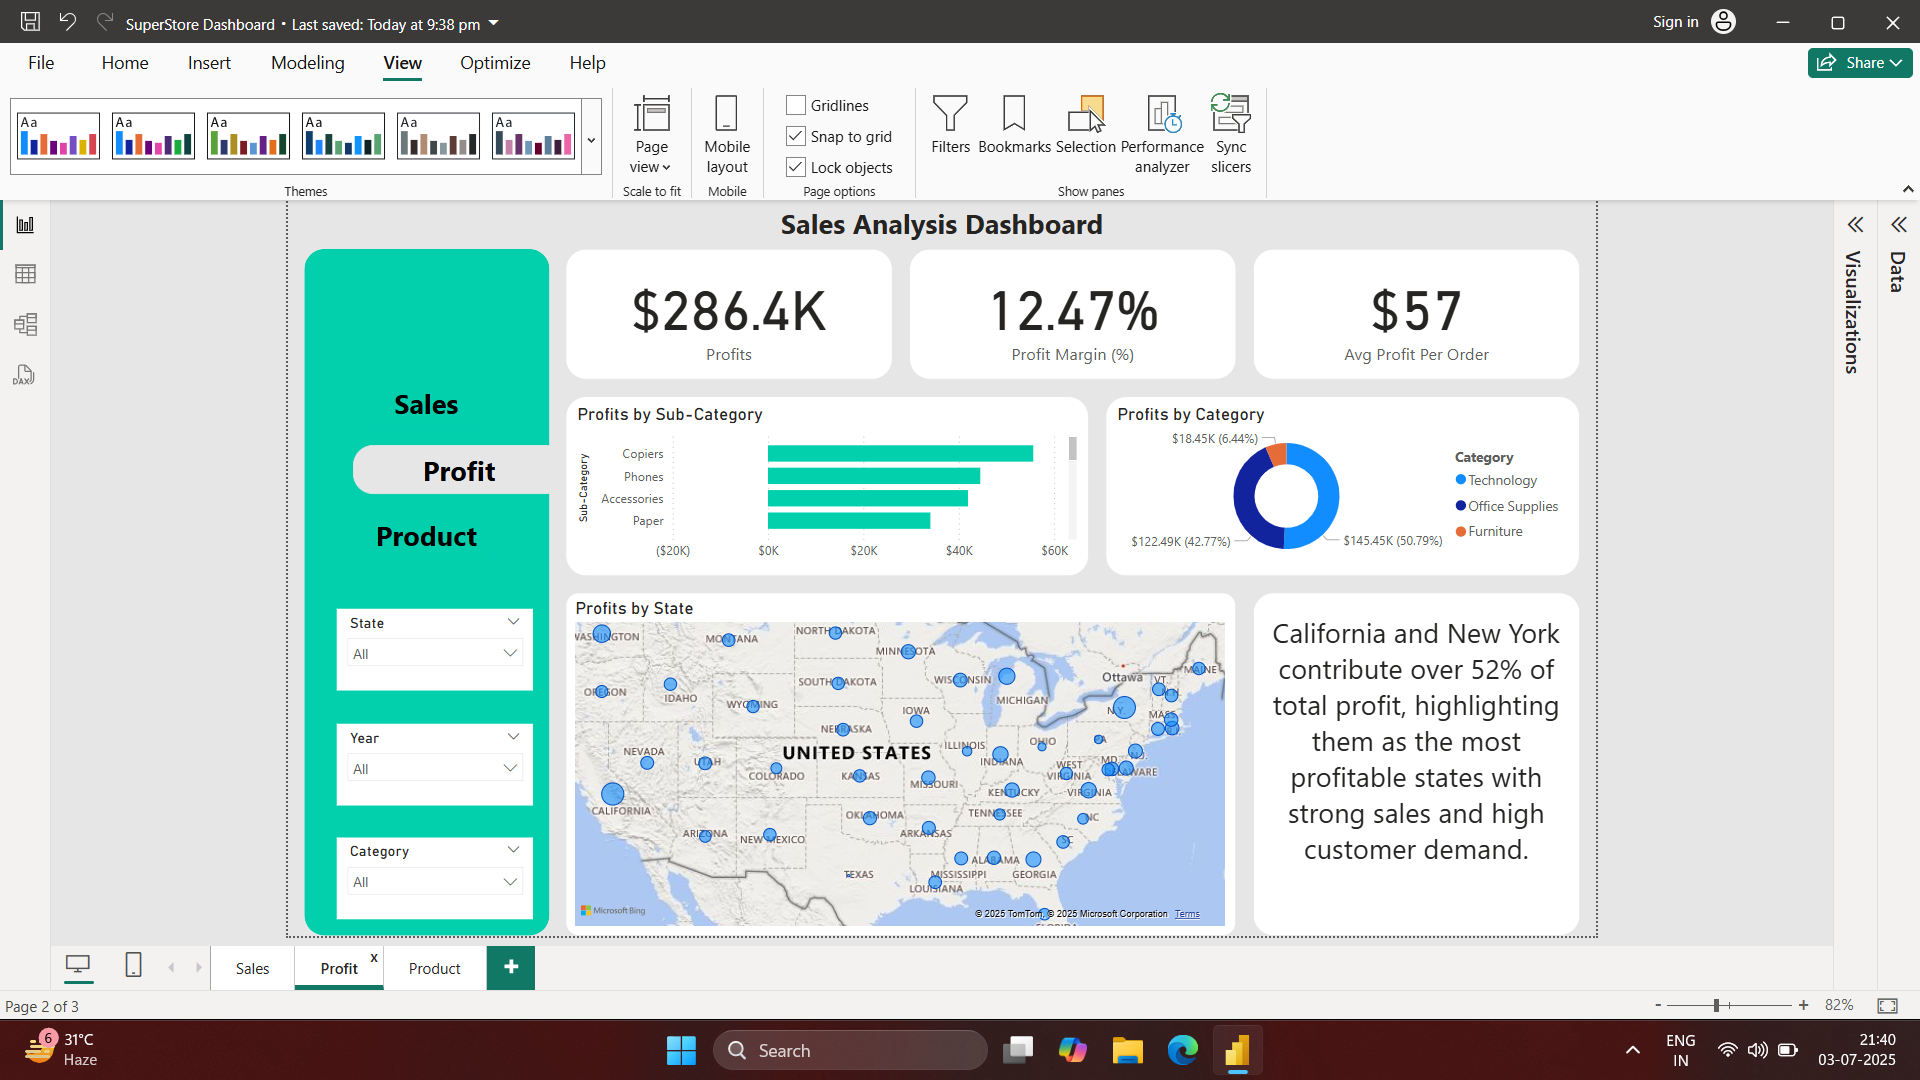 SuperStore Dashboard • Last saved: Today at 9:38 pm
Sign in
File
Home
Insert
Modeling
View
Optimize
Help
Share
Aa
Aa
Aa
Aa
Aa
Aa
Themes
Page view
Scale to fit
Mobile layout
Mobile
Gridlines
Snap to grid
Lock objects
Page options
Filters
Bookmarks
Selection
Performance analyzer
Sync slicers
Show panes
DAX
Sales Analysis Dashboard
Sales
Profit
Product
State
All
Year
All
Category
All
$286.4K
Profits
12.47%
Profit Margin (%)
$57
Avg Profit Per Order
Profits by Sub-Category
Sub-Category
Copiers
Phones
Accessories
Paper
($20K)
$0K
$20K
$40K
$60K
Profits by Category
$18.45K (6.44%)
$122.49K (42.77%)
$145.45K (50.79%)
Category
Technology
Office Supplies
Furniture
Profits by State
WASHINGTON
MONTANA
NORTH DAKOTA
MINNESOTA
OREGON
IDAHO
SOUTH DAKOTA
WISCONSIN
Ottawa
VT.
N.H.
MAINE
WYOMING
IOWA
MICHIGAN
N.Y.
MASS.
NEBRASKA
NEVADA
UTAH
UNITED STATES
ILLINOIS
OHIO
PA
N.J.
COLORADO
KANSAS
MISSOURI
INDIANA
WEST VIRGINIA
MD.
DELAWARE
CALIFORNIA
KENTUCKY
VIRGINIA
OKLAHOMA
TENNESSEE
NC
ARIZONA
NEW MEXICO
ARKANSAS
SC
TEXAS
LOUISIANA
MISSISSIPPI
ALABAMA
GEORGIA
FLORIDA
Microsoft Bing
© 2025 TomTom, © 2025 Microsoft Corporation Terms
California and New York
contribute over 52% of
total profit, highlighting
them as the most
profitable states with
strong sales and high
customer demand.
Visualizations
Data
Sales
Profit
x
Product
+
Page 2 of 3
- + 82%
6
31°C
Haze
Search
ENG
IN
21:40
03-07-2025